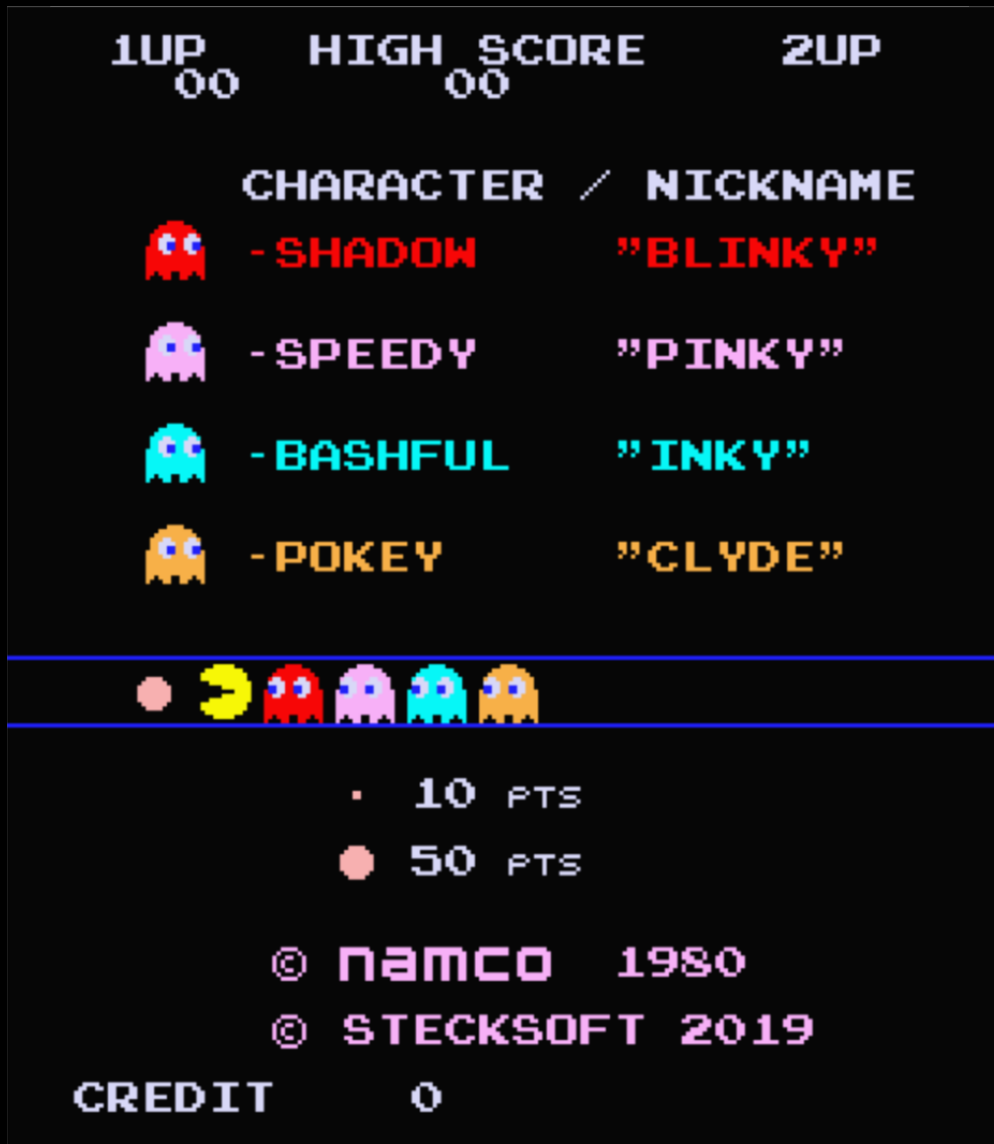 1UP HIGH SCORE 2UP
00 00
CHARACTER / NICKNAME
-SHADOW "BLINKY"
-SPEEDY "PINKY"
-BASHFUL "INKY"
-POKEY "CLYDE"
10 PTS
50 PTS
© namco 1980
© STECKSOFT 2019
CREDIT 0